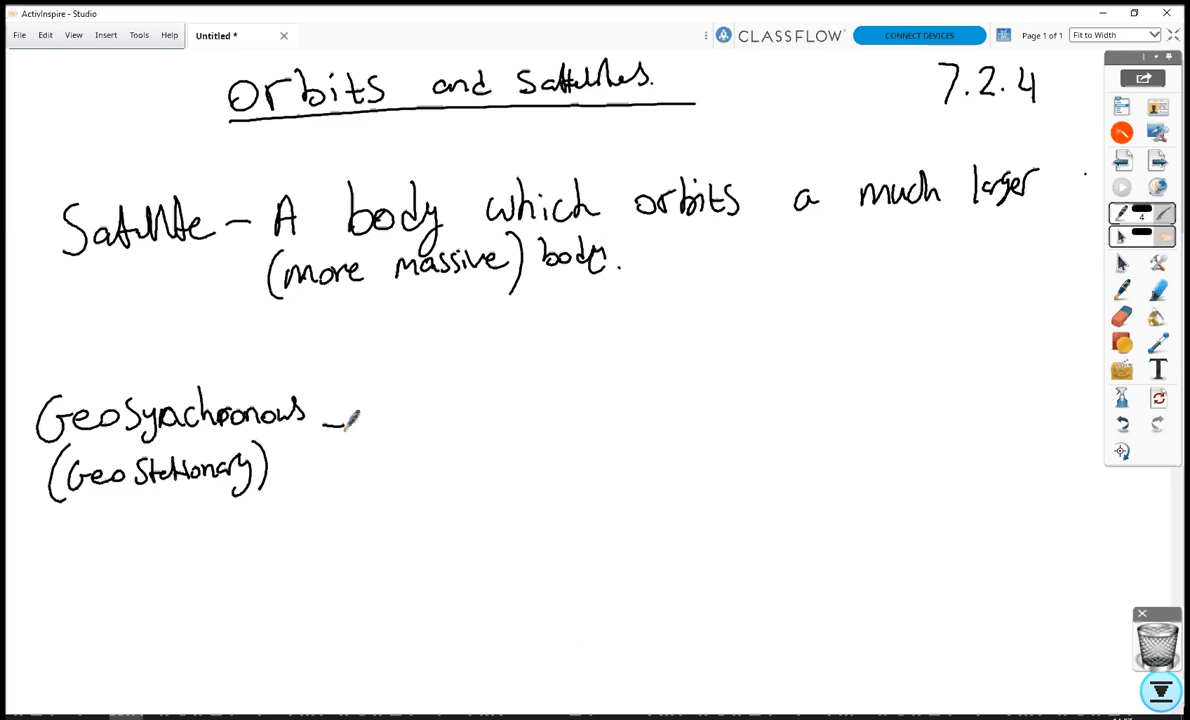 ActivInspire - Studio
File Edit View Insert Tools Help Untitled * CLASSFLOW CONNECT DEVICES Page 1 of 1 Fit to Width
Orbits and Satellites. 7.2.4
Satellite - A body which orbits a much larger
(more massive) body.
4
Geosynchronous -
(Geostationary)
T